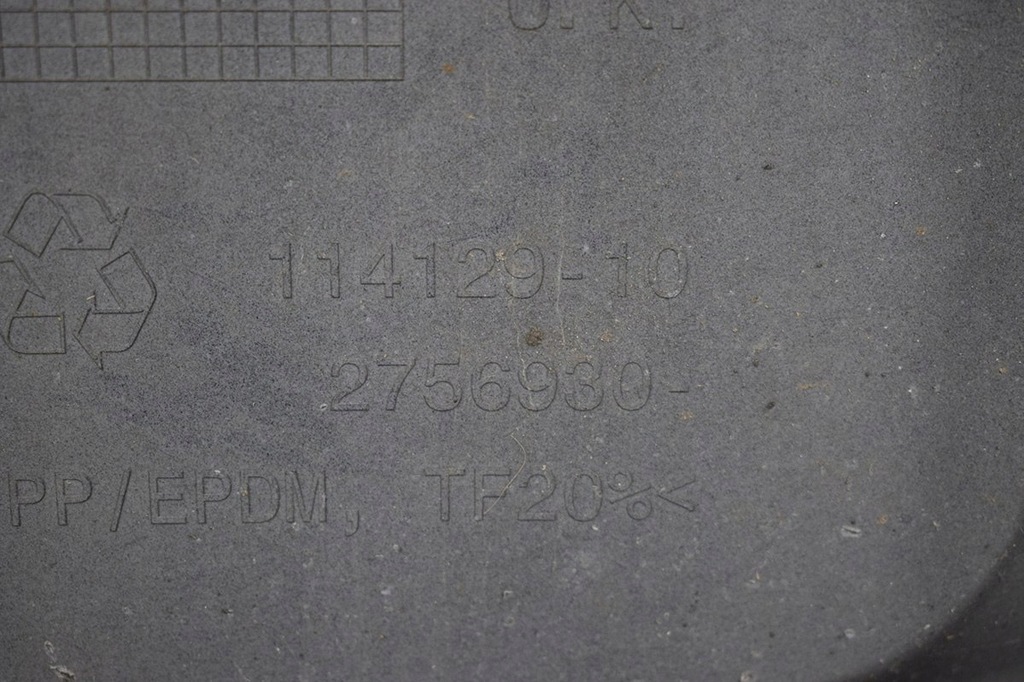 U.K.
114129-10
2756930-
PP/EPDM, TF20%<